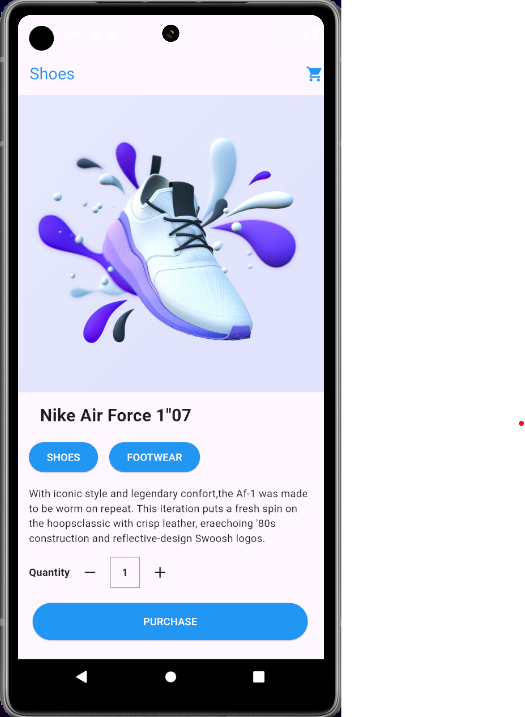 Shoes
Nike Air Force 1"07
SHOES
FOOTWEAR
With iconic style and legendary confort,the Af-1 was made
to be worm on repeat. This iteration puts a fresh spin on
the hoopsclassic with crisp leather, eraechoing '80s
construction and reflective-design Swoosh logos.
Quantity − 1 +
PURCHASE